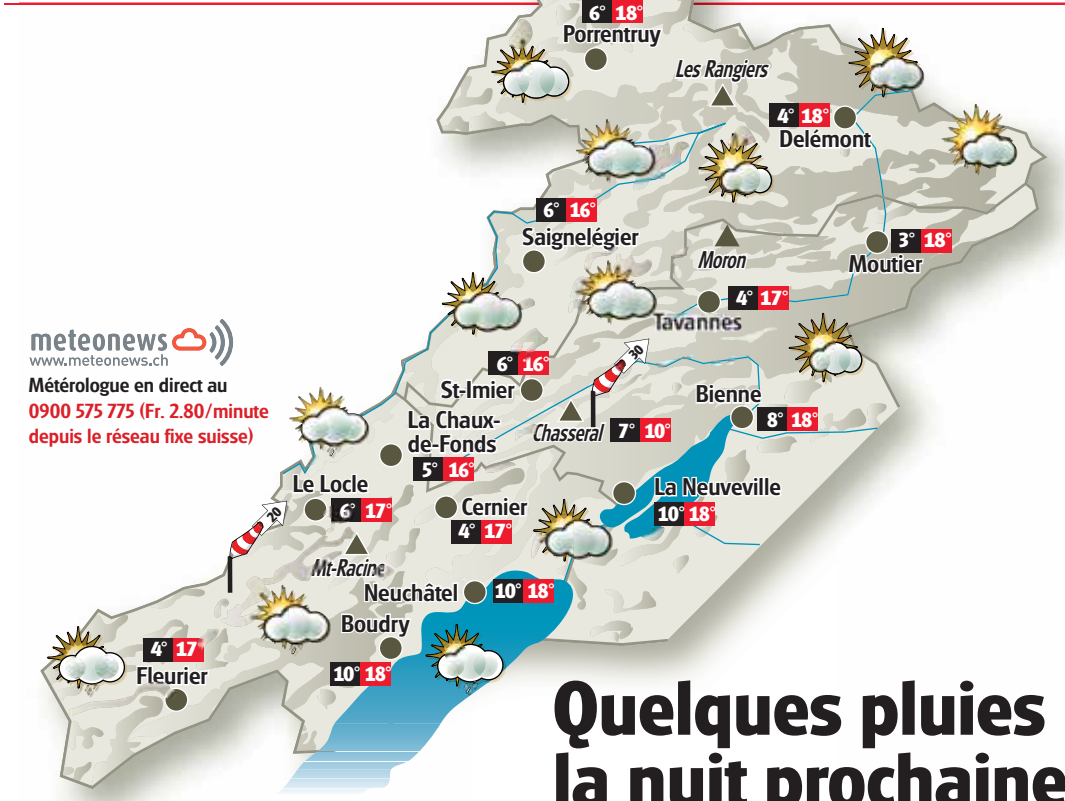 6° 18°
Porrentruy
Les Rangiers
4° 18°
Delémont
6° 16°
Saignelégier
Moron
3° 18°
Moutier
4° 17°
Tavannes
meteonews
www.meteonews.ch
Météorologue en direct au
0900 575 775 (Fr. 2.80/minute
depuis le réseau fixe suisse)
30
6° 16°
St-Imier
Bienne
8° 18°
Chasseral 7° 10°
La Chaux-
de-Fonds
5° 16°
Le Locle
6° 17°
Cernier
4° 17°
La Neuveville
10° 18°
20
Mt-Racine
Neuchâtel 10° 18°
Boudry
10° 18°
4° 17
Fleurier
Quelques pluies
la nuit prochaine